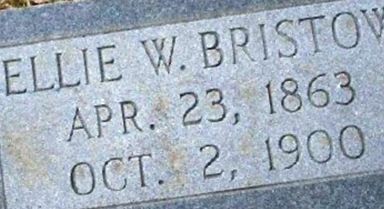 ELLIE W. BRISTOW
APR. 23, 1863
OCT. 2, 1900